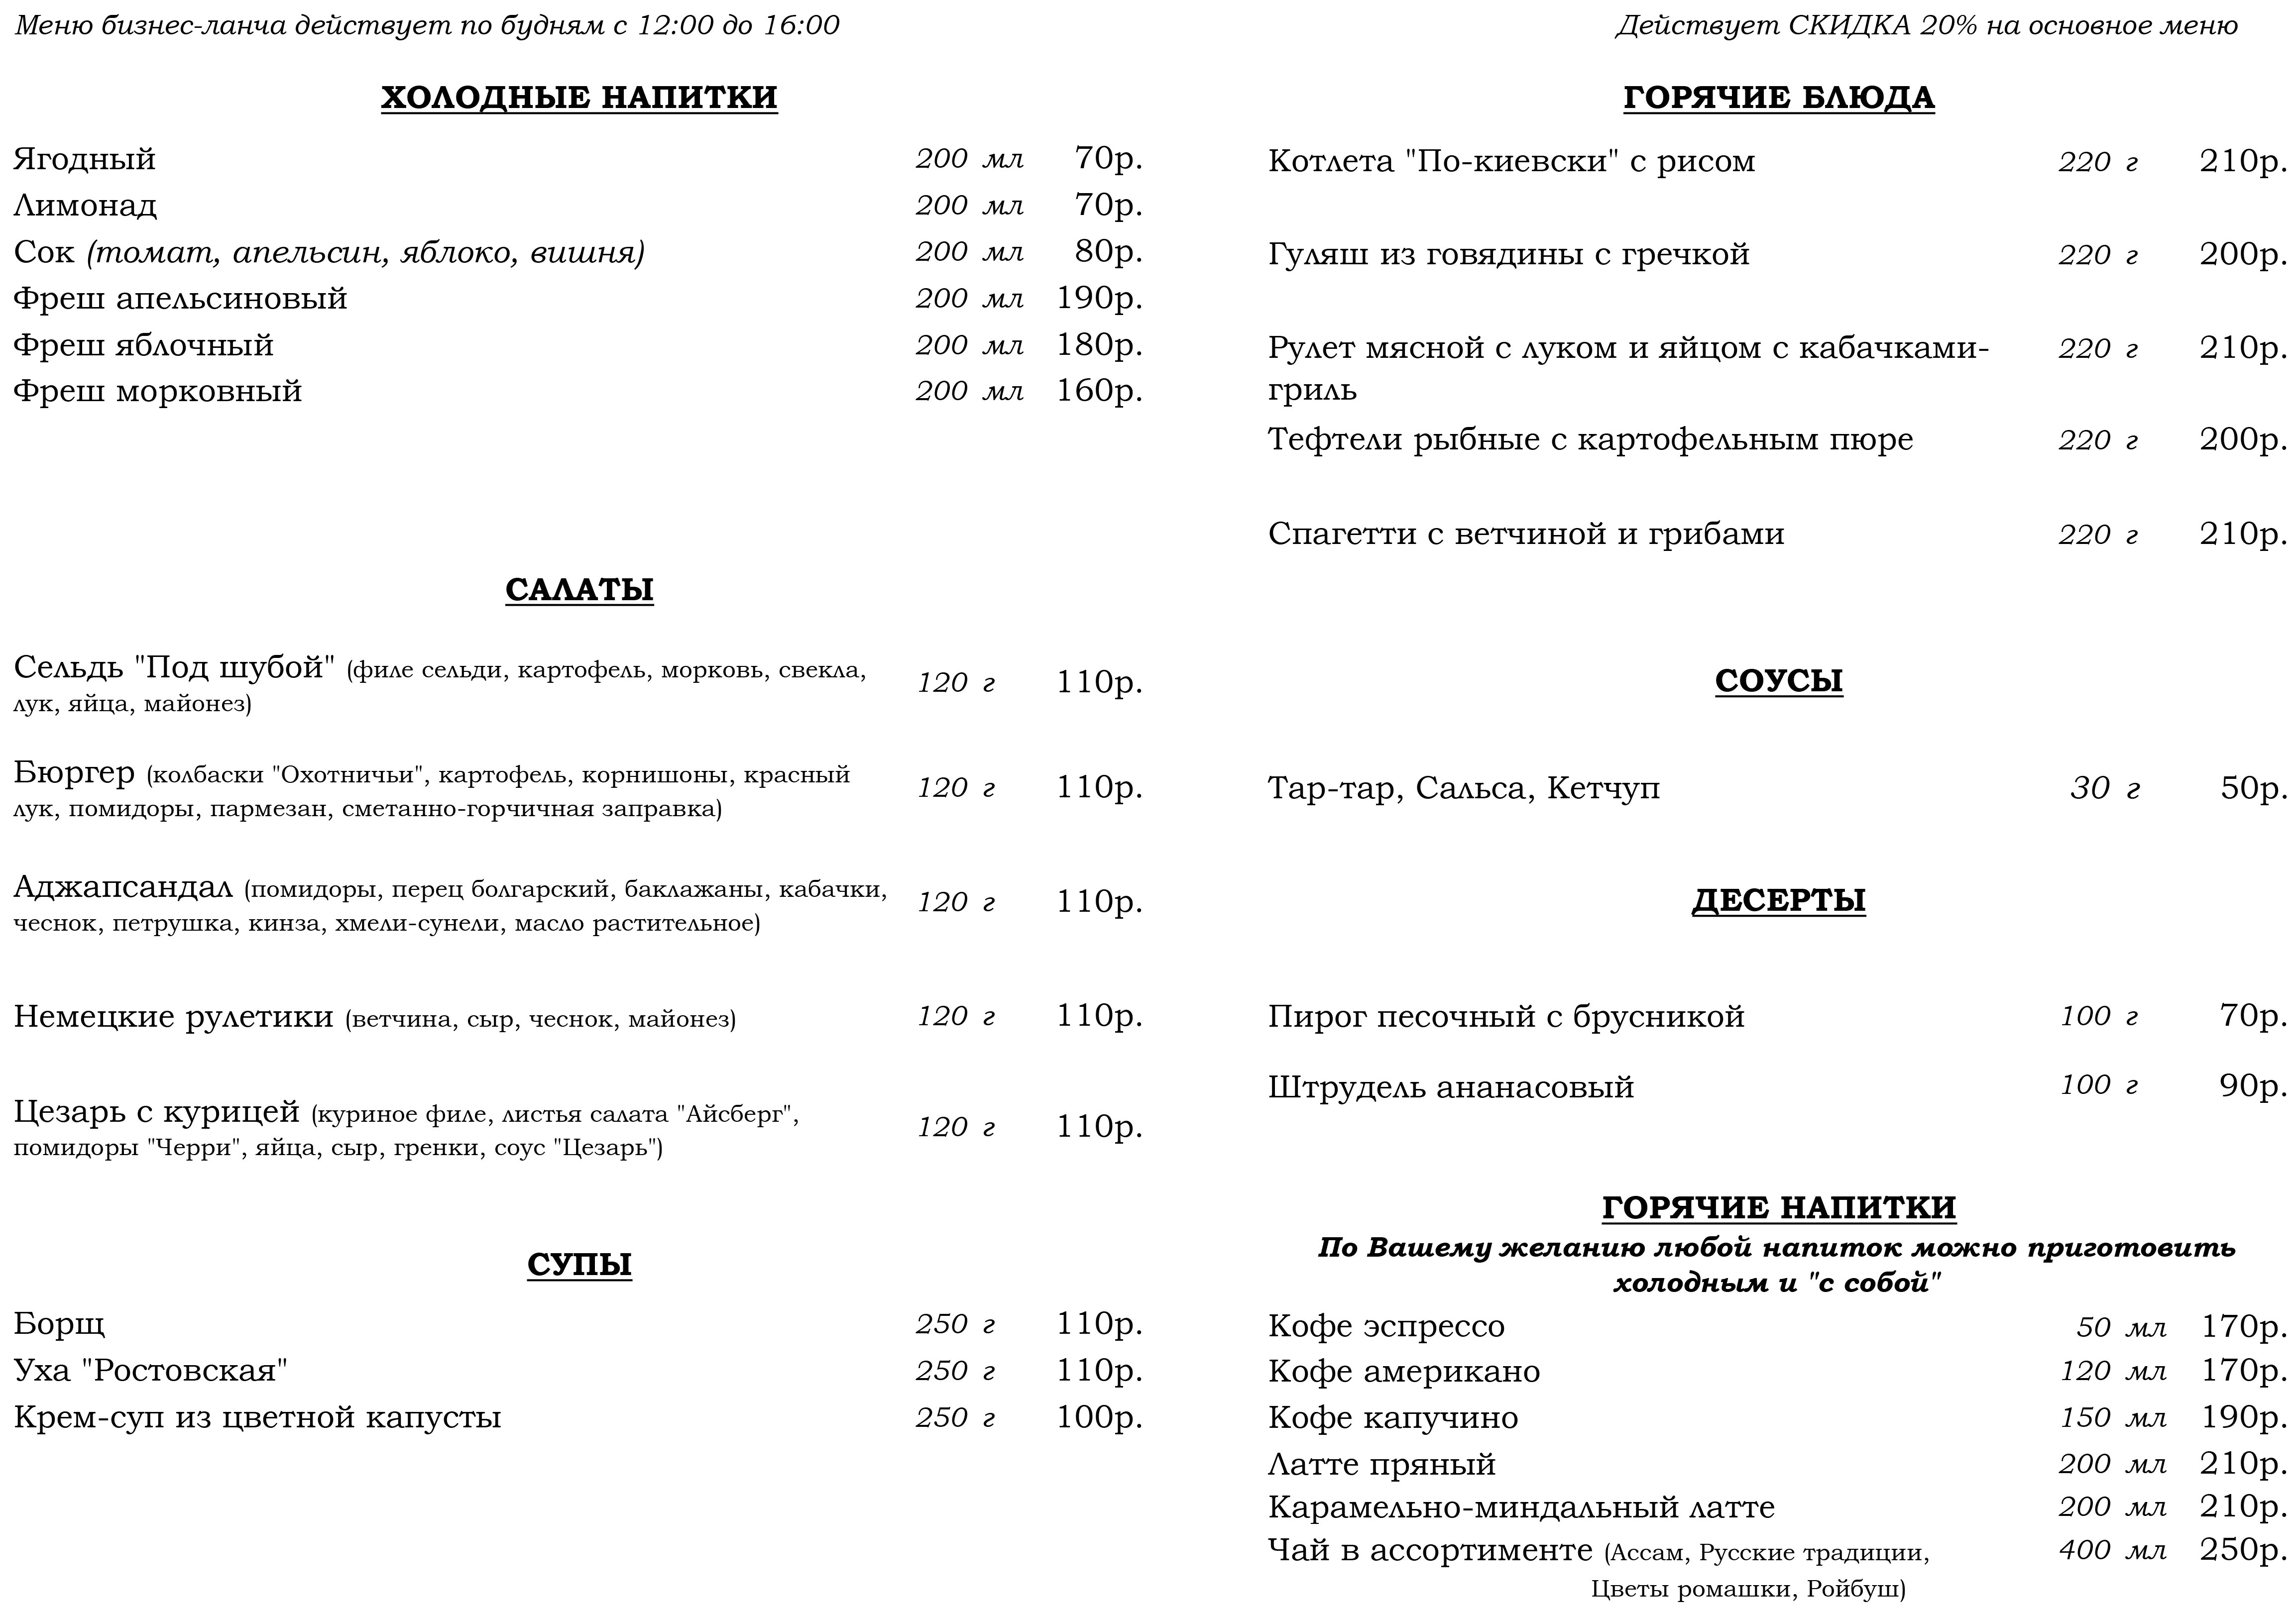 Меню бизнес-ланча действует по будням с 12:00 до 16:00
Действует СКИДКА 20% на основное меню
ХОЛОДНЫЕ НАПИТКИ
Ягодный 200 мл 70р.
Лимонад 200 мл 70р.
Сок (томат, апельсин, яблоко, вишня) 200 мл 80р.
Фреш апельсиновый 200 мл 190р.
Фреш яблочный 200 мл 180р.
Фреш морковный 200 мл 160р.
САЛАТЫ
Сельдь "Под шубой" (филе сельди, картофель, морковь, свекла, 120 г 110р.
лук, яйца, майонез)
Бюргер (колбаски "Охотничьи", картофель, корнишоны, красный 120 г 110р.
лук, помидоры, пармезан, сметанно-горчичная заправка)
Аджапсандал (помидоры, перец болгарский, баклажаны, кабачки, 120 г 110р.
чеснок, петрушка, кинза, хмели-сунели, масло растительное)
Немецкие рулетики (ветчина, сыр, чеснок, майонез) 120 г 110р.
Цезарь с курицей (куриное филе, листья салата "Айсберг", 120 г 110р.
помидоры "Черри", яйца, сыр, гренки, соус "Цезарь")
СУПЫ
Борщ 250 г 110р.
Уха "Ростовская" 250 г 110р.
Крем-суп из цветной капусты 250 г 100р.
ГОРЯЧИЕ БЛЮДА
Котлета "По-киевски" с рисом 220 г 210р.
Гуляш из говядины с гречкой 220 г 200р.
Рулет мясной с луком и яйцом с кабачками- 220 г 210р.
гриль
Тефтели рыбные с картофельным пюре 220 г 200р.
Спагетти с ветчиной и грибами 220 г 210р.
СОУСЫ
Тар-тар, Сальса, Кетчуп 30 г 50р.
ДЕСЕРТЫ
Пирог песочный с брусникой 100 г 70р.
Штрудель ананасовый 100 г 90р.
ГОРЯЧИЕ НАПИТКИ
По Вашему желанию любой напиток можно приготовить
холодным и "с собой"
Кофе эспрессо 50 мл 170р.
Кофе американо 120 мл 170р.
Кофе капучино 150 мл 190р.
Латте пряный 200 мл 210р.
Карамельно-миндальный латте 200 мл 210р.
Чай в ассортименте (Ассам, Русские традиции, 400 мл 250р.
Цветы ромашки, Ройбуш)